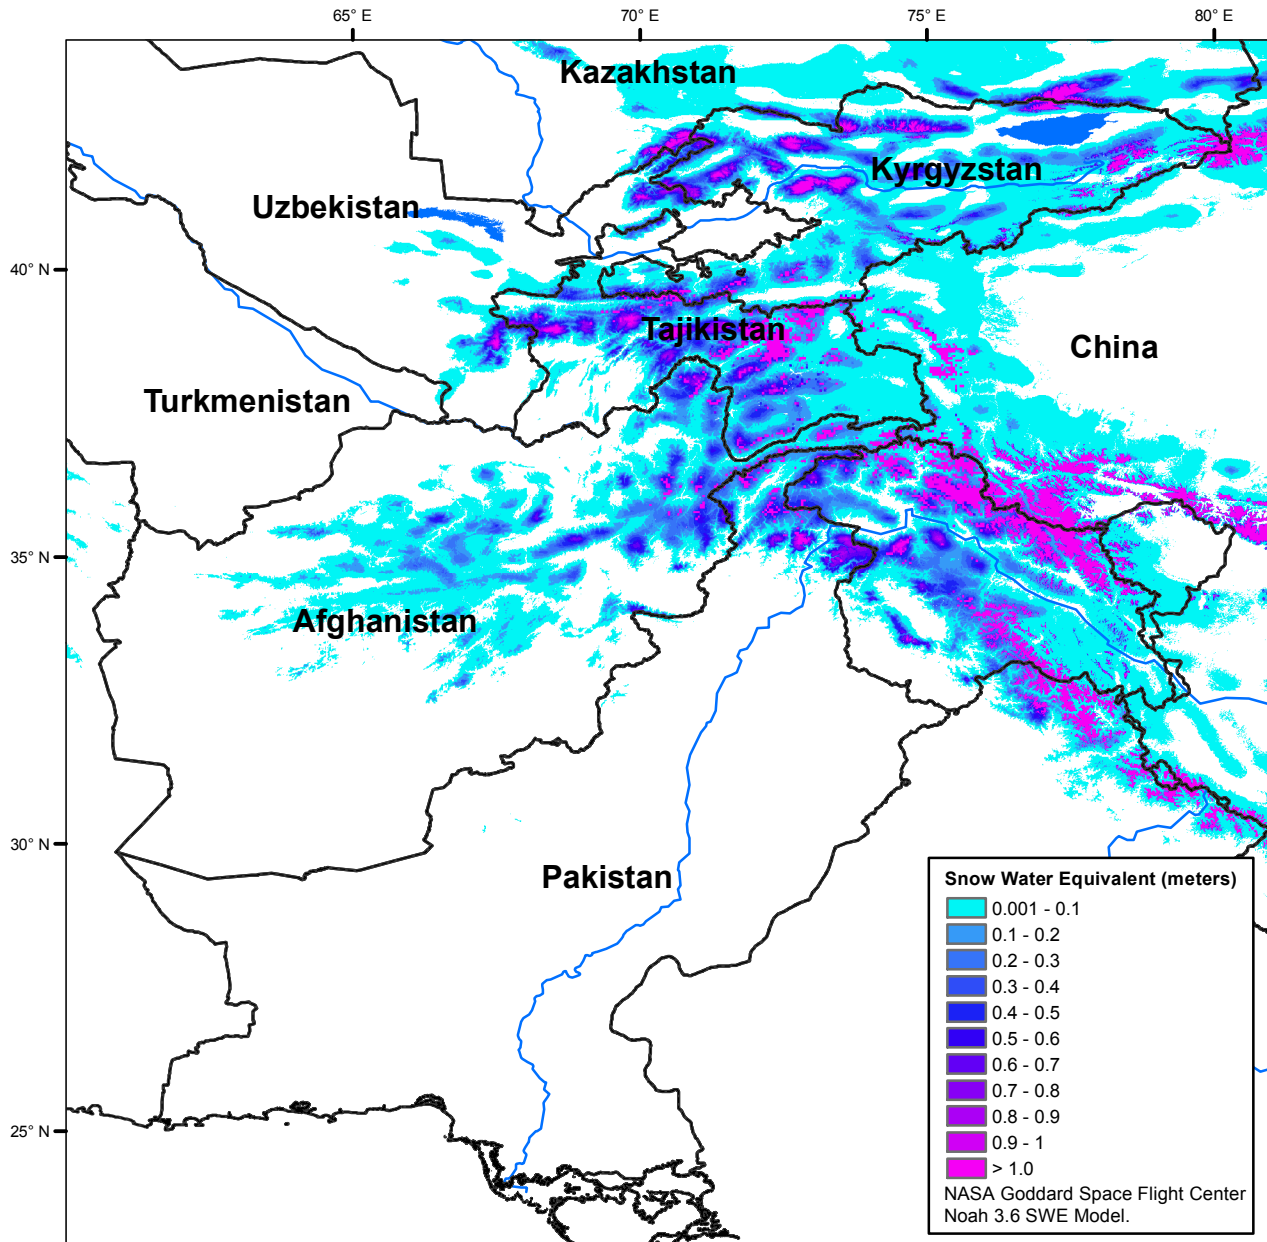 65° E
70° E
75° E
80° E
Kazakhstan
Kyrgyzstan
Uzbekistan
40° N
Tajikistan
China
Turkmenistan
35° N
Afghanistan
30° N
Pakistan
25° N
Snow Water Equivalent (meters)
0.001 - 0.1
0.1 - 0.2
0.2 - 0.3
0.3 - 0.4
0.4 - 0.5
0.5 - 0.6
0.6 - 0.7
0.7 - 0.8
0.8 - 0.9
0.9 - 1
> 1.0
NASA Goddard Space Flight Center
Noah 3.6 SWE Model.